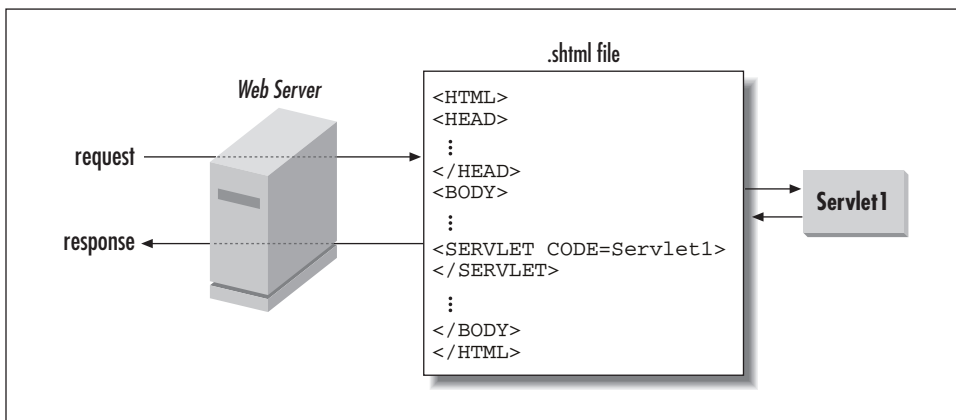 .shtml file
Web Server
request
response
<HTML>
<HEAD>
⋮
</HEAD>
<BODY>
⋮
<SERVLET CODE=Servlet1>
</SERVLET>
⋮
</BODY>
</HTML>
Servlet1